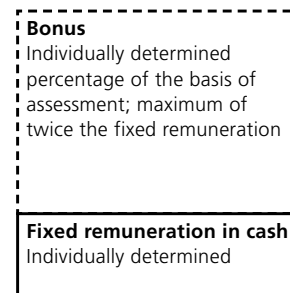 Bonus
Individually determined
percentage of the basis of
assessment; maximum of
twice the fixed remuneration
Fixed remuneration in cash
Individually determined